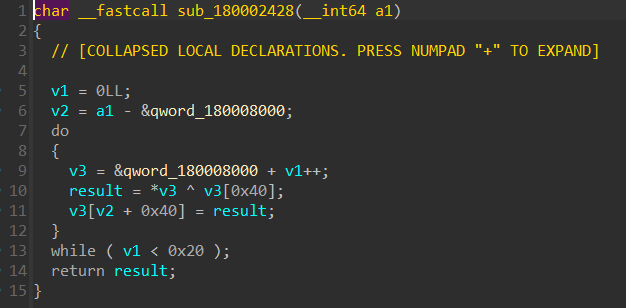 1 char __fastcall sub_180002428(__int64 a1)
2 {
3 // [COLLAPSED LOCAL DECLARATIONS. PRESS NUMPAD "+" TO EXPAND]
4
5 v1 = 0LL;
6 v2 = a1 - &qword_180008000;
7 do
8 {
9 v3 = &qword_180008000 + v1++;
10 result = *v3 ^ v3[0x40];
11 v3[v2 + 0x40] = result;
12 }
13 while ( v1 < 0x20 );
14 return result;
15 }